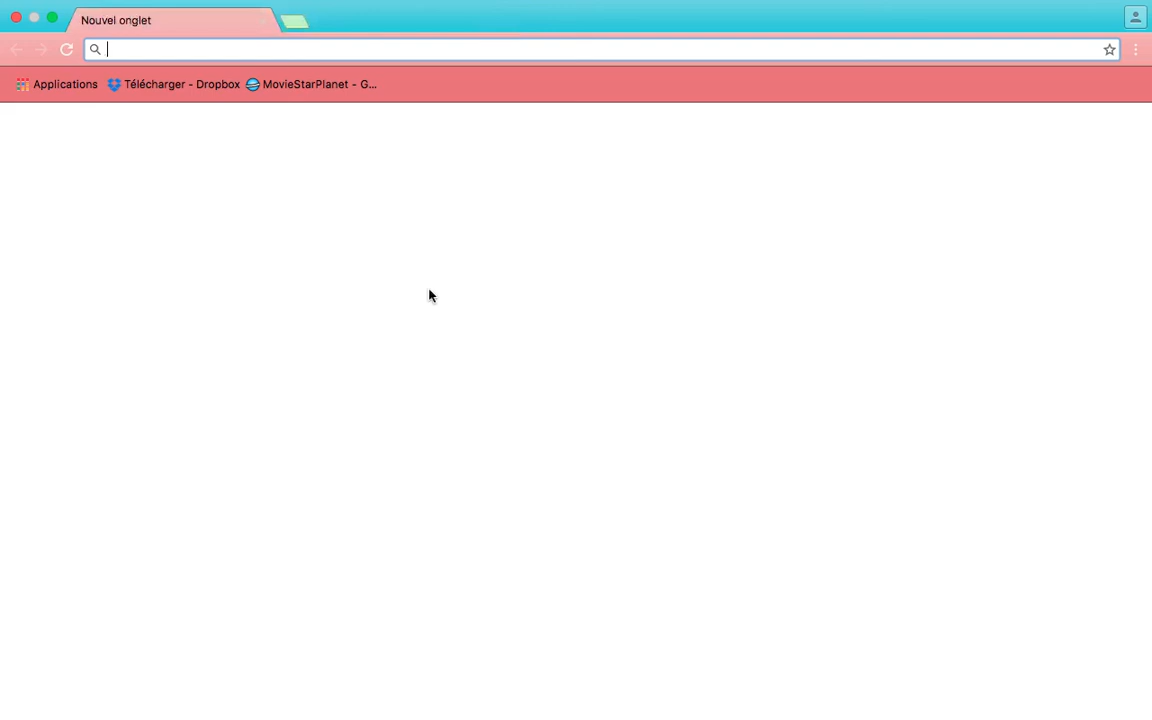 Nouvel onglet
Applications Télécharger - Dropbox MovieStarPlanet - G...